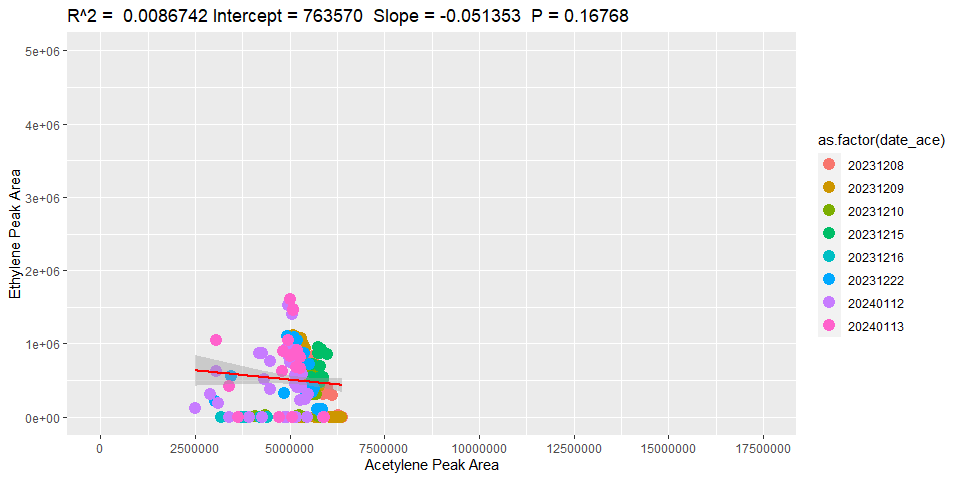 R^2 =  0.0086742 Intercept = 763570  Slope = -0.051353  P = 0.16768
5e+06
4e+06
3e+06
2e+06
1e+06
0e+00
Ethylene Peak Area
0 2500000 5000000 7500000 10000000 12500000 15000000 17500000
Acetylene Peak Area
as.factor(date_ace)
20231208
20231209
20231210
20231215
20231216
20231222
20240112
20240113